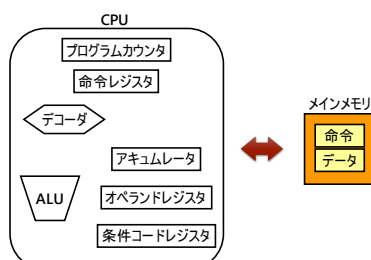 CPU
プログラムカウンタ
命令レジスタ
デコーダ
メインメモリ
命令
データ
アキュムレータ
ALU
オペランドレジスタ
条件コードレジスタ